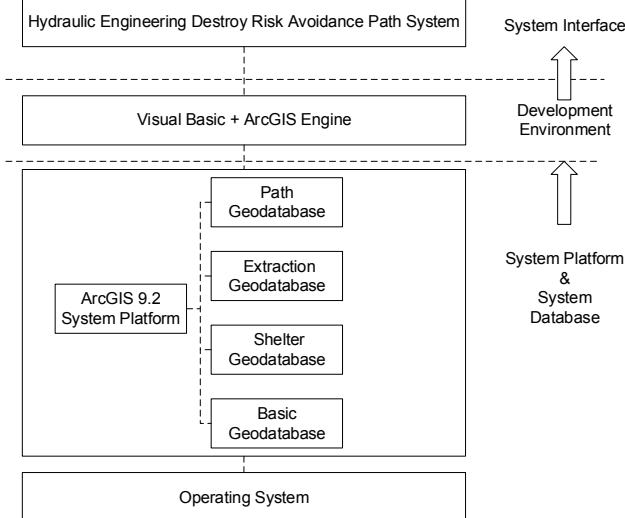 Hydraulic Engineering Destroy Risk Avoidance Path System
System Interface
Visual Basic + ArcGIS Engine
Development
Environment
Path
Geodatabase
Extraction
Geodatabase
ArcGIS 9.2
System Platform
Shelter
Geodatabase
Basic
Geodatabase
System Platform
&
System
Database
Operating System